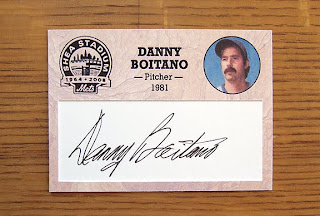 SHEA STADIUM
1964 • 2008
Mets
DANNY
BOITANO
— Pitcher —
1981
Danny Boitano